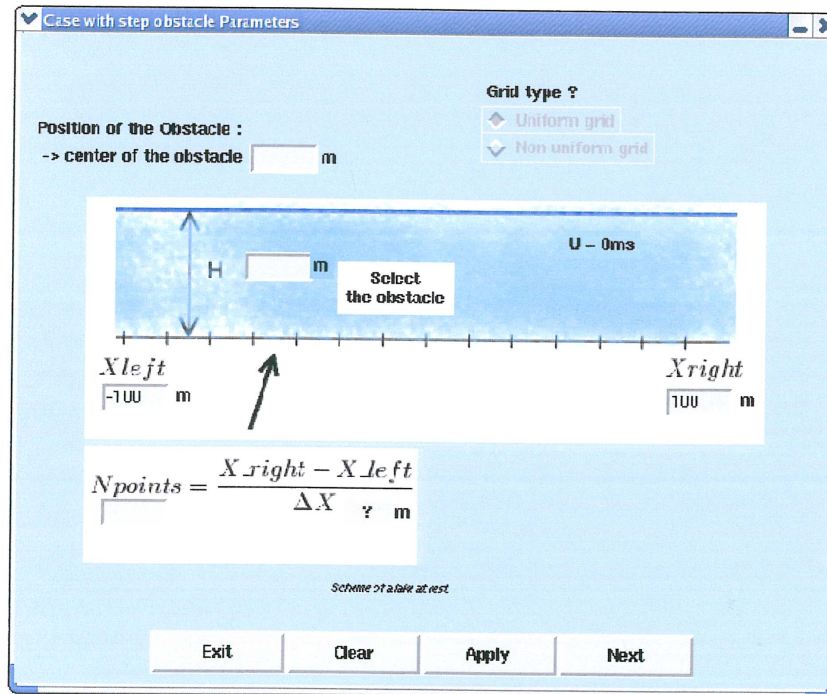 Case with step obstacle Parameters
Grid type ?
Uniform grid
Non uniform grid
Position of the Obstacle :
-> center of the obstacle m
U - 0ms
H m
Select
the obstacle
Xleft
-100 m
Xright
100 m
Npoints = X_right - X_left
ΔX ? m
Scheme of a lake at rest
Exit Clear Apply Next